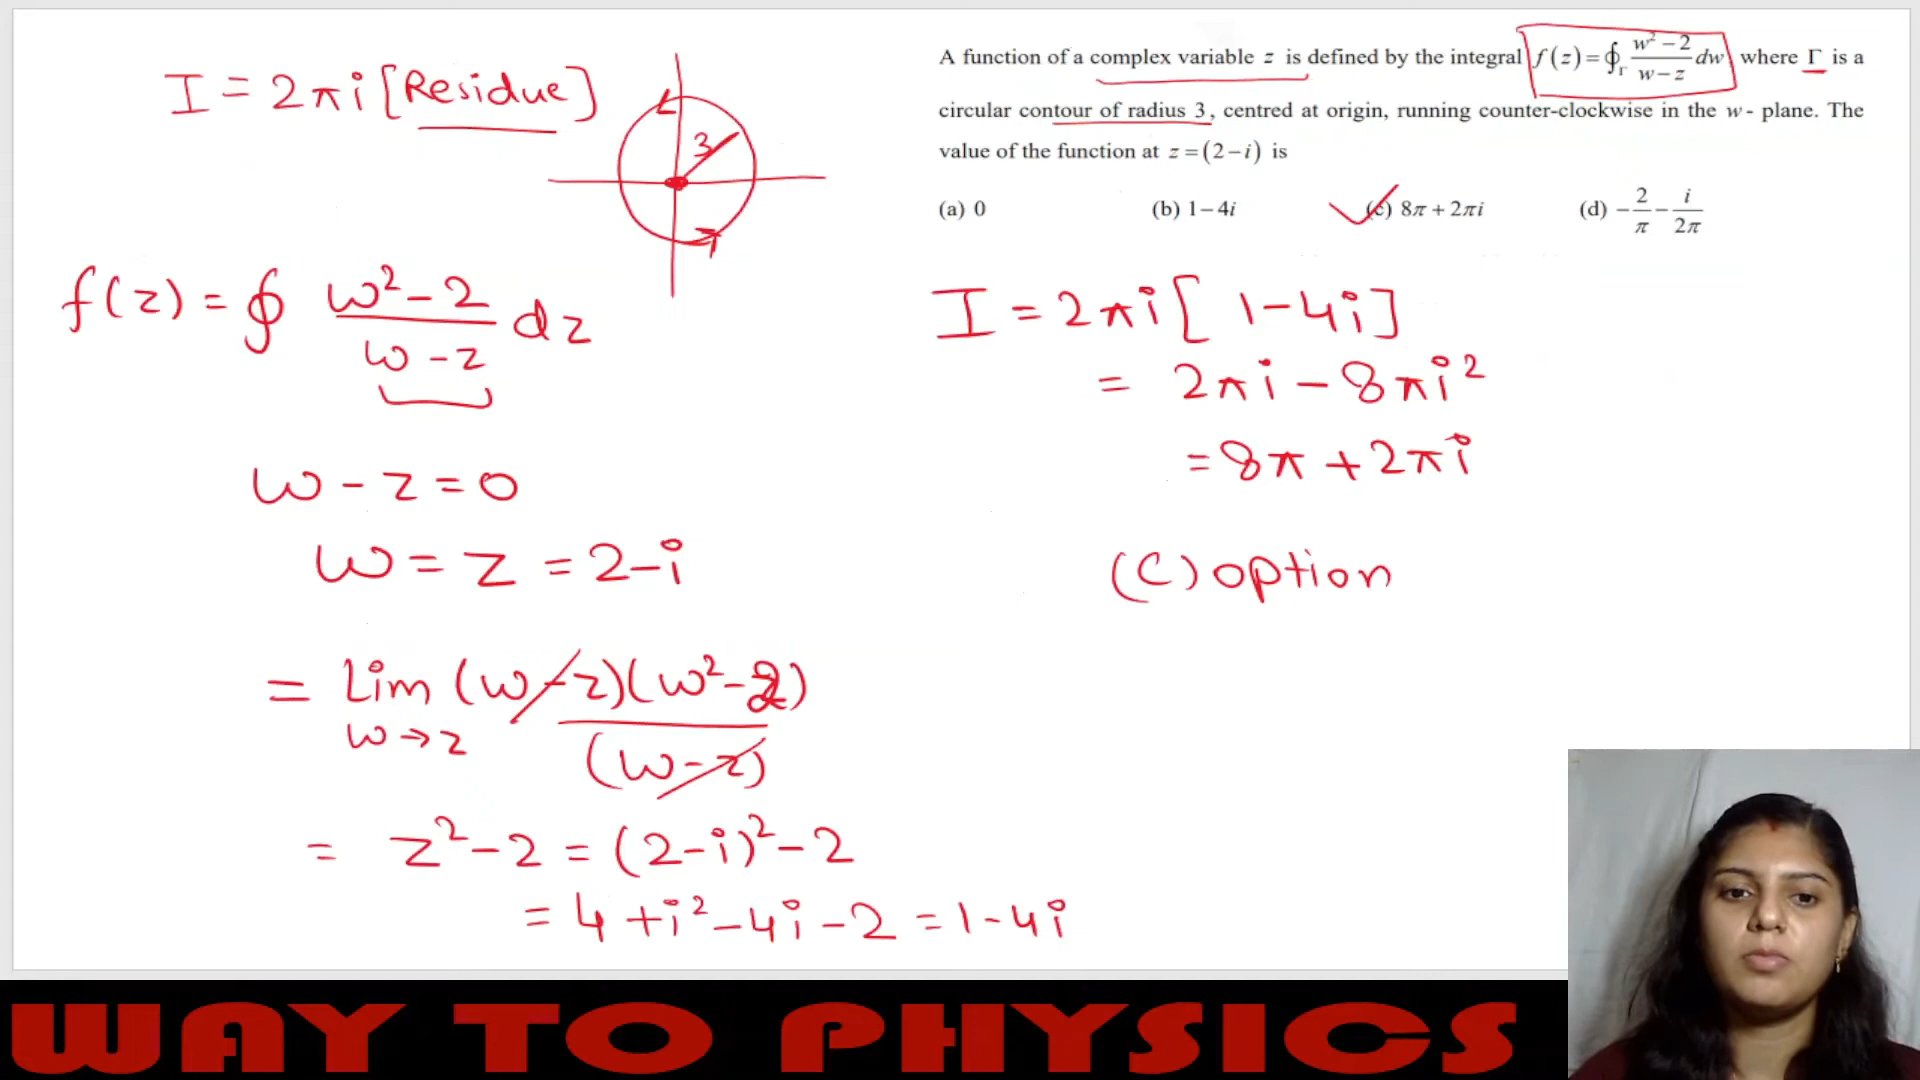 A function of a complex variable z is defined by the integral f(z) = ∮_Γ (w² − 2)/(w − z) dw where Γ is a
circular contour of radius 3, centred at origin, running counter-clockwise in the w- plane. The
value of the function at z = (2 − i) is
(a) 0 (b) 1 − 4i (c) 8π + 2πi (d) −2/π − i/2π
I = 2πi [Residue]
3
f(z) = ∮ (w² − 2)/(w − z) dz
w − z = 0
w = z = 2 − i
= Lim w→z (w − z)(w² − 2)/(w − z)
= z² − 2 = (2 − i)² − 2
= 4 + i² − 4i − 2 = 1 − 4i
I = 2πi [1 − 4i]
= 2πi − 8πi²
= 8π + 2πi
(C) option
WAY TO PHYSICS